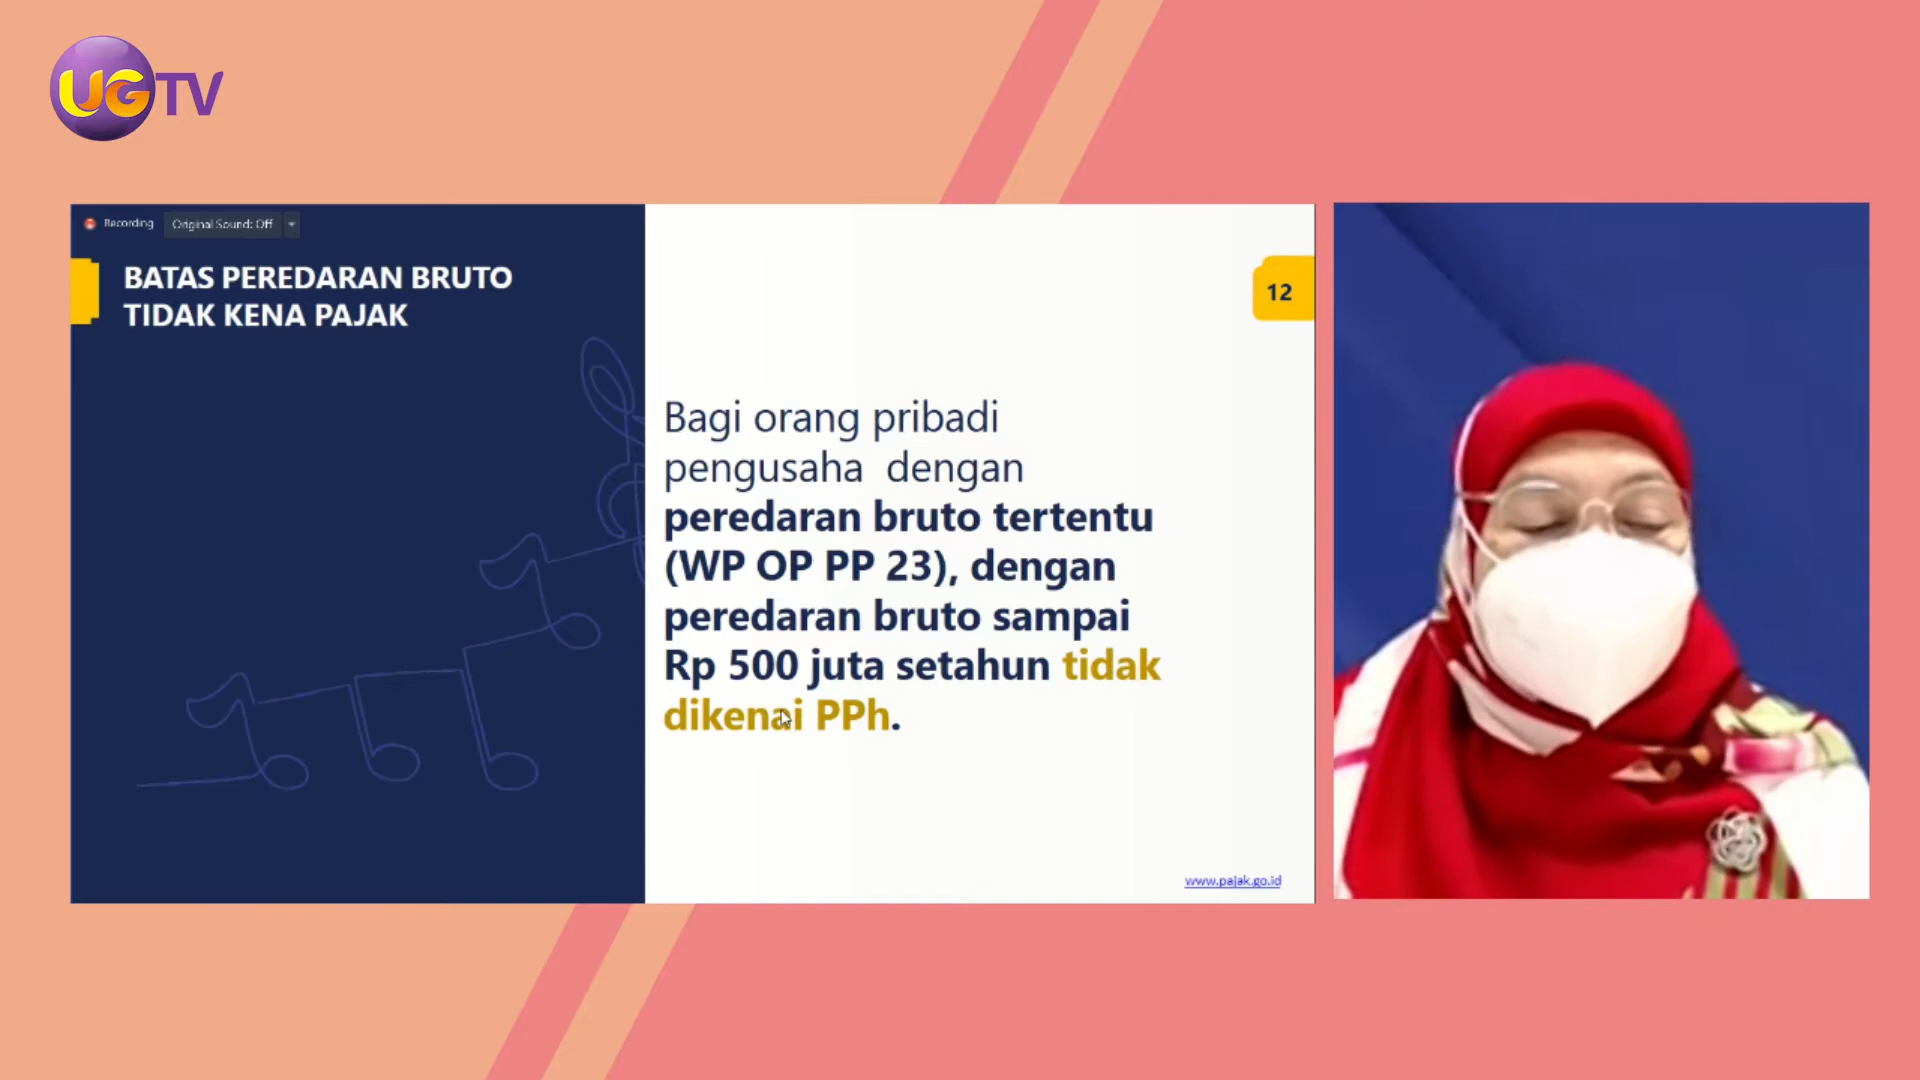 UGTV
Recording
Original Sound: Off
BATAS PEREDARAN BRUTO
TIDAK KENA PAJAK
12
Bagi orang pribadi
pengusaha dengan
peredaran bruto tertentu
(WP OP PP 23), dengan
peredaran bruto sampai
Rp 500 juta setahun tidak
dikenai PPh.
www.pajak.go.id